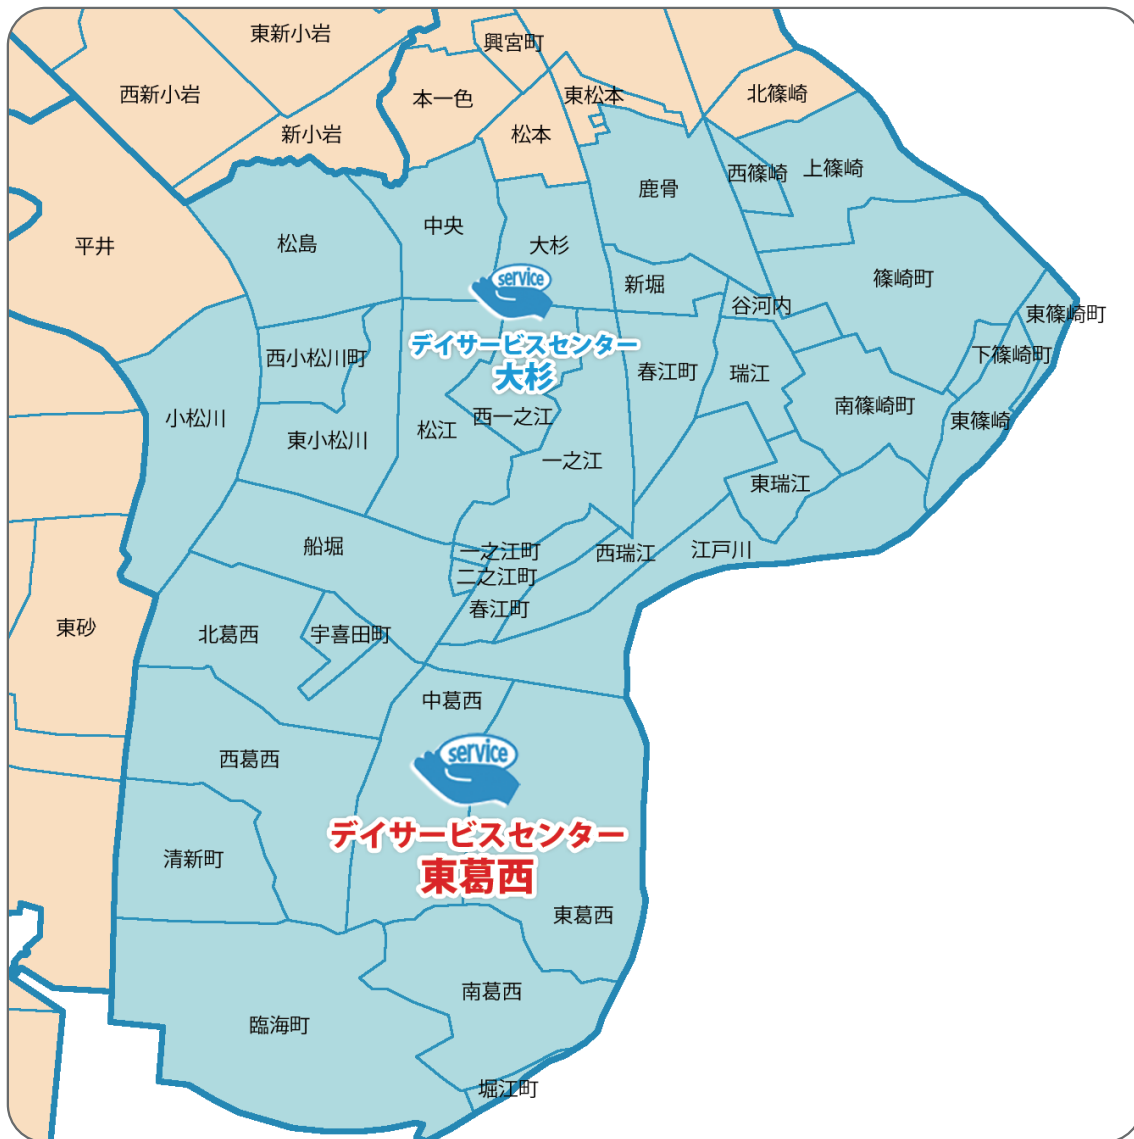 東新小岩
興宮町
西新小岩
本一色
東松本
北篠崎
新小岩
松本
西篠崎
上篠崎
鹿骨
中央
松島
大杉
平井
service
新堀
篠崎町
谷河内
東篠崎町
デイサービスセンター
大杉
西小松川町
春江町
瑞江
下篠崎町
小松川
東小松川
松江
西一之江
南篠崎町
東篠崎
一之江
東瑞江
船堀
一之江町
西瑞江
江戸川
二之江町
春江町
東砂
北葛西
宇喜田町
中葛西
西葛西
service
デイサービスセンター
東葛西
清新町
東葛西
南葛西
臨海町
堀江町